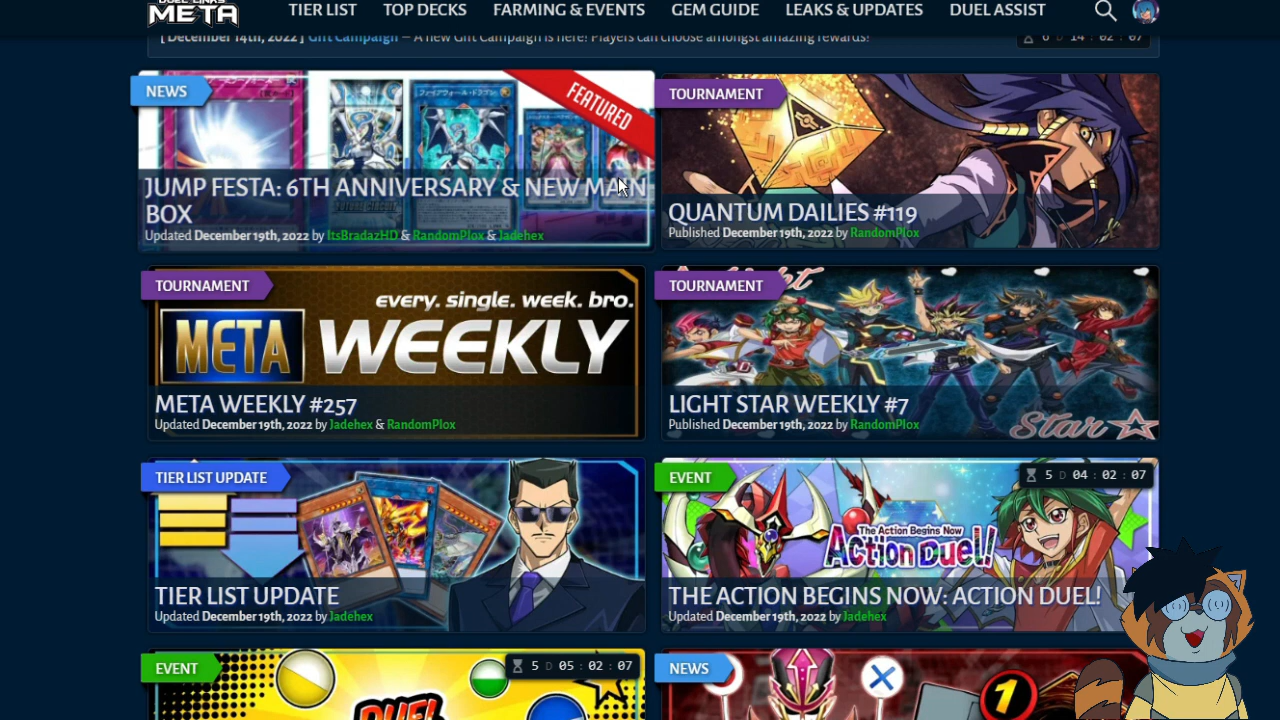 DUEL LINKS
META
TIER LIST TOP DECKS FARMING & EVENTS GEM GUIDE LEAKS & UPDATES DUEL ASSIST
[ December 14th, 2022 ] Gift Campaign — A new Gift Campaign is here! Players can choose amongst amazing rewards!
6 D 14 : 02 : 07
NEWS
FEATURED
JUMP FESTA: 6TH ANNIVERSARY & NEW MAIN
BOX
Updated December 19th, 2022 by ItsBradazHD & RandomPlox & Jadehex
TOURNAMENT
QUANTUM DAILIES #119
Published December 19th, 2022 by RandomPlox
TOURNAMENT
every. single. week. bro.
META WEEKLY
META WEEKLY #257
Updated December 19th, 2022 by Jadehex & RandomPlox
TOURNAMENT
Star
LIGHT STAR WEEKLY #7
Published December 19th, 2022 by RandomPlox
TIER LIST UPDATE
TIER LIST UPDATE
Updated December 19th, 2022 by Jadehex
EVENT
5 D 04 : 02 : 07
The Action Begins Now
Action Duel!
THE ACTION BEGINS NOW: ACTION DUEL!
Updated December 19th, 2022 by Jadehex
EVENT
5 D 05 : 02 : 07
DUEL
NEWS
1